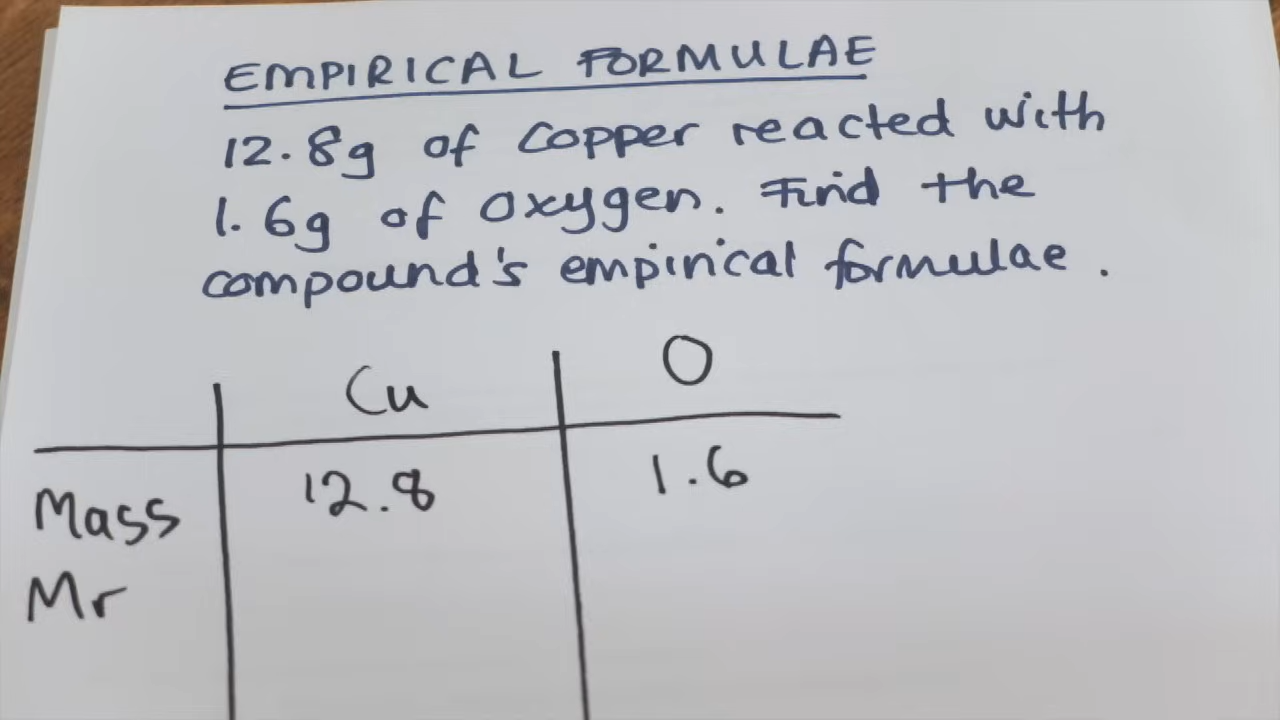 EMPIRICAL FORMULAE
12.8g of Copper reacted with
1.6g of Oxygen. Find the
compound's empirical formulae.
Cu O
Mass 12.8 1.6
Mr